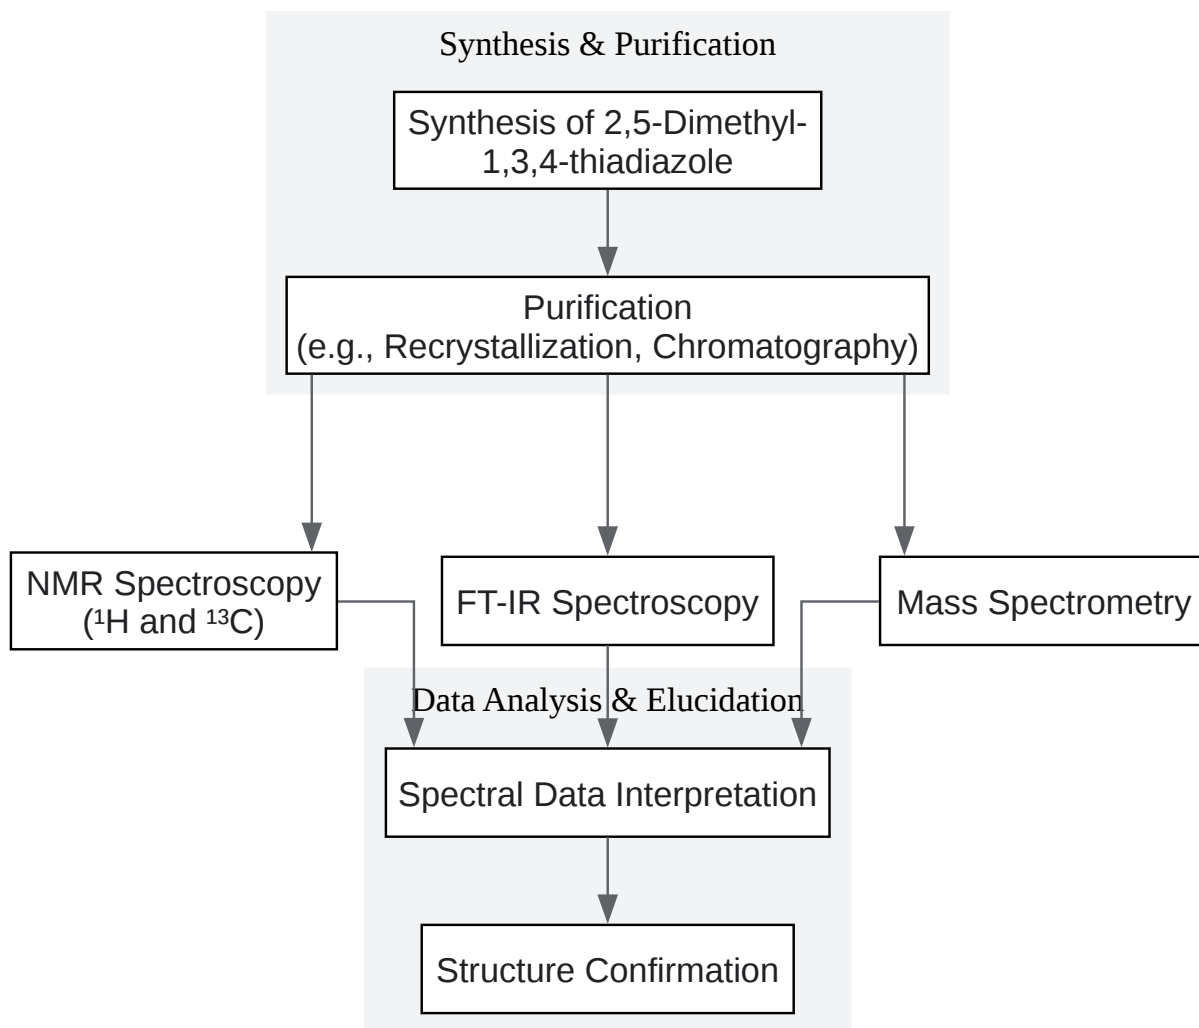 Synthesis & Purification
Synthesis of 2,5-Dimethyl-
1,3,4-thiadiazole
Purification
(e.g., Recrystallization, Chromatography)
NMR Spectroscopy
(¹H and ¹³C)
FT-IR Spectroscopy
Mass Spectrometry
Data Analysis & Elucidation
Spectral Data Interpretation
Structure Confirmation